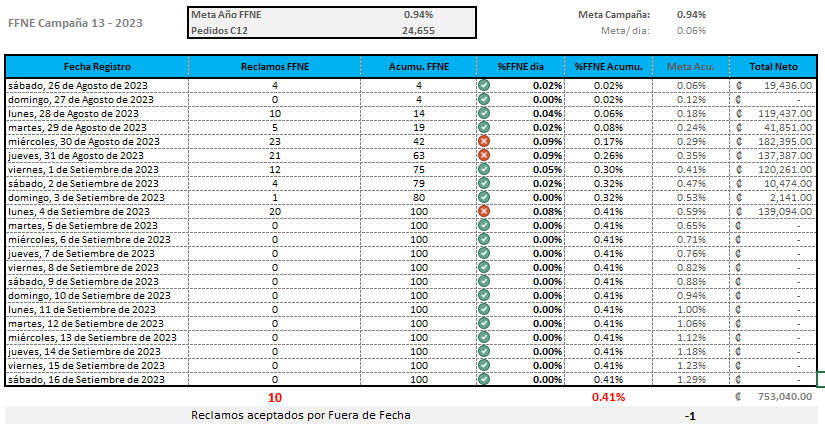 FFNE Campaña 13 - 2023
Meta Año FFNE 0.94%
Pedidos C12 24,655
Meta Campaña: 0.94%
Meta/ dia: 0.06%
Fecha Registro Reclamos FFNE Acumu. FFNE %FFNE dia %FFNE Acumu. Meta Acu. Total Neto
sábado, 26 de Agosto de 2023 4 4 0.02% 0.02% 0.06% ₡ 19,436.00
domingo, 27 de Agosto de 2023 0 4 0.00% 0.02% 0.12% ₡ -
lunes, 28 de Agosto de 2023 10 14 0.04% 0.06% 0.18% ₡ 119,437.00
martes, 29 de Agosto de 2023 5 19 0.02% 0.08% 0.24% ₡ 41,851.00
miércoles, 30 de Agosto de 2023 23 42 0.09% 0.17% 0.29% ₡ 182,395.00
jueves, 31 de Agosto de 2023 21 63 0.09% 0.26% 0.35% ₡ 137,387.00
viernes, 1 de Setiembre de 2023 12 75 0.05% 0.30% 0.41% ₡ 120,261.00
sábado, 2 de Setiembre de 2023 4 79 0.02% 0.32% 0.47% ₡ 10,474.00
domingo, 3 de Setiembre de 2023 1 80 0.00% 0.32% 0.53% ₡ 2,141.00
lunes, 4 de Setiembre de 2023 20 100 0.08% 0.41% 0.59% ₡ 139,094.00
martes, 5 de Setiembre de 2023 0 100 0.00% 0.41% 0.65% ₡ -
miércoles, 6 de Setiembre de 2023 0 100 0.00% 0.41% 0.71% ₡ -
jueves, 7 de Setiembre de 2023 0 100 0.00% 0.41% 0.76% ₡ -
viernes, 8 de Setiembre de 2023 0 100 0.00% 0.41% 0.82% ₡ -
sábado, 9 de Setiembre de 2023 0 100 0.00% 0.41% 0.88% ₡ -
domingo, 10 de Setiembre de 2023 0 100 0.00% 0.41% 0.94% ₡ -
lunes, 11 de Setiembre de 2023 0 100 0.00% 0.41% 1.00% ₡ -
martes, 12 de Setiembre de 2023 0 100 0.00% 0.41% 1.06% ₡ -
miércoles, 13 de Setiembre de 2023 0 100 0.00% 0.41% 1.12% ₡ -
jueves, 14 de Setiembre de 2023 0 100 0.00% 0.41% 1.18% ₡ -
viernes, 15 de Setiembre de 2023 0 100 0.00% 0.41% 1.23% ₡ -
sábado, 16 de Setiembre de 2023 0 100 0.00% 0.41% 1.29% ₡ -
10 0.41% ₡ 753,040.00
Reclamos aceptados por Fuera de Fecha -1